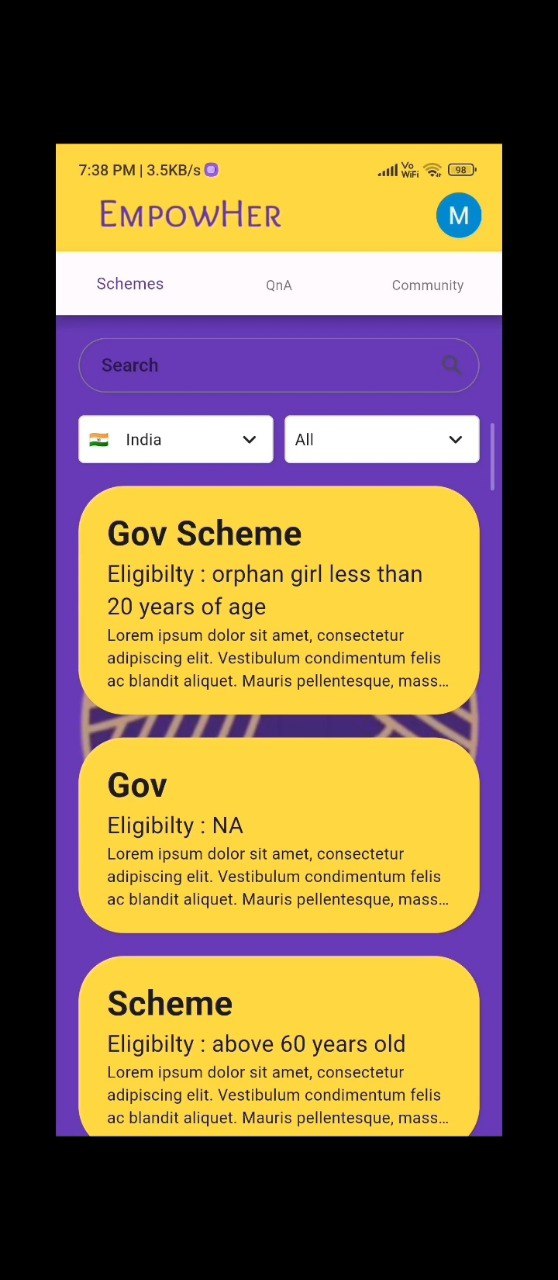 7:38 PM | 3.5KB/s Vo WiFi 98
EMPOWHER
M
Schemes QnA Community
Search
India All
Gov Scheme
Eligibilty : orphan girl less than
20 years of age
Lorem ipsum dolor sit amet, consectetur
adipiscing elit. Vestibulum condimentum felis
ac blandit aliquet. Mauris pellentesque, mass...
Gov
Eligibilty : NA
Lorem ipsum dolor sit amet, consectetur
adipiscing elit. Vestibulum condimentum felis
ac blandit aliquet. Mauris pellentesque, mass...
Scheme
Eligibilty : above 60 years old
Lorem ipsum dolor sit amet, consectetur
adipiscing elit. Vestibulum condimentum felis
ac blandit aliquet. Mauris pellentesque, mass...